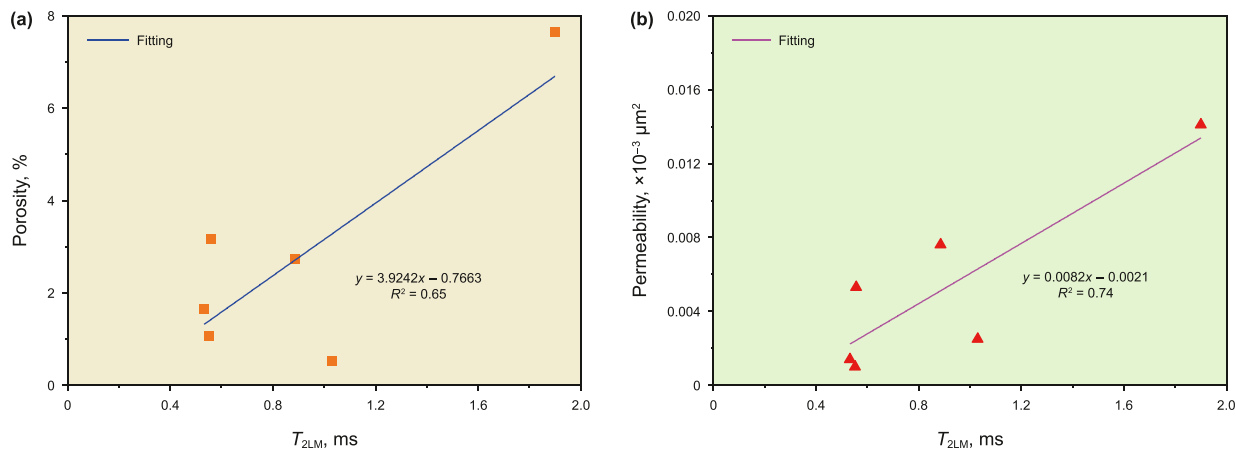 (a)
8
6
4
2
0
Porosity, %
Fitting
y = 3.9242x − 0.7663
R² = 0.65
0 0.4 0.8 1.2 1.6 2.0
T2LM, ms
(b)
0.020
0.016
0.012
0.008
0.004
0
Permeability, ×10⁻³ μm²
Fitting
y = 0.0082x − 0.0021
R² = 0.74
0 0.4 0.8 1.2 1.6 2.0
T2LM, ms